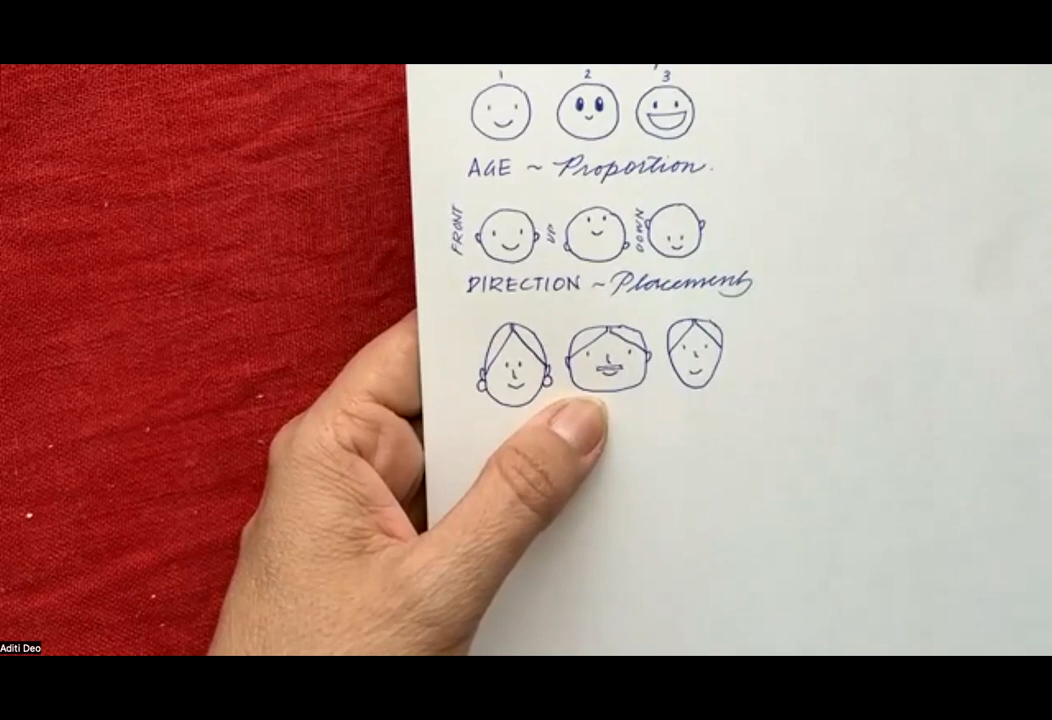 1 2 3
AGE ~ Proportion.
FRONT UP DOWN
DIRECTION ~ Placement
Aditi Deo